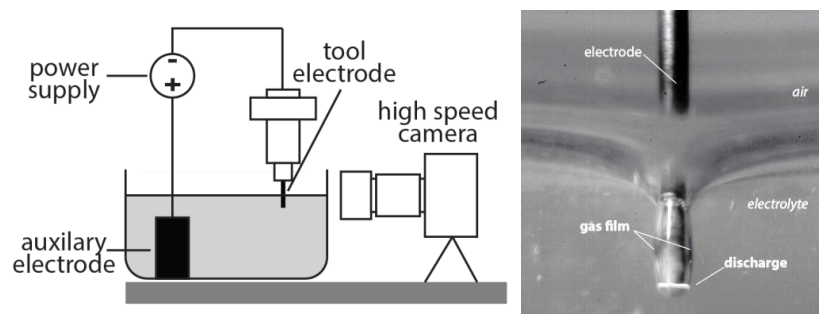 power
supply
-
+
tool
electrode
high speed
camera
auxilary
electrode
electrode
air
electrolyte
gas film
discharge